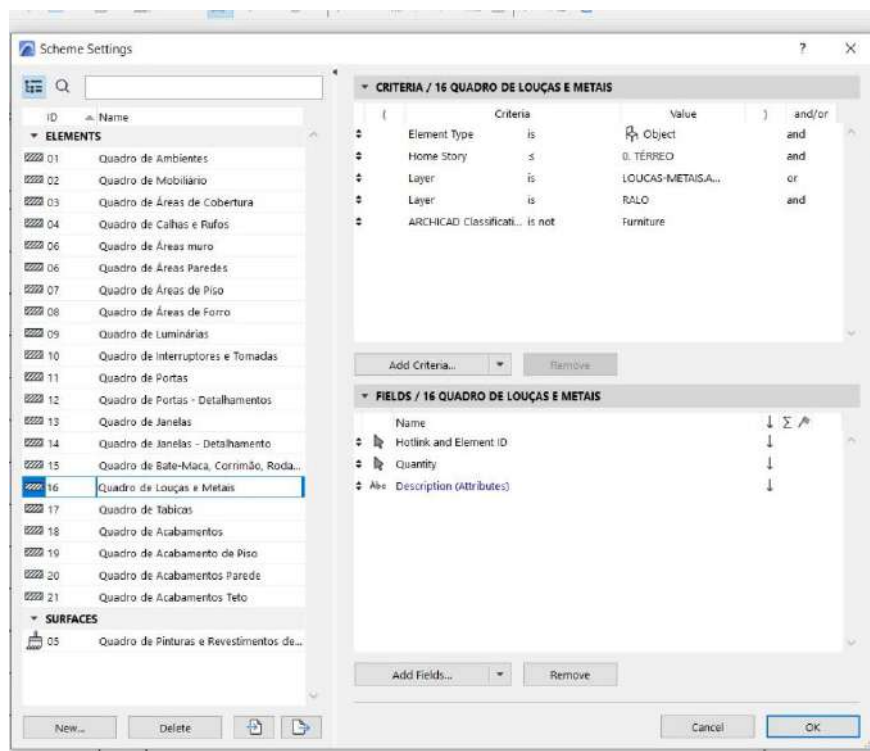 Scheme Settings
? ×
ID Name
ELEMENTS
01 Quadro de Ambientes
02 Quadro de Mobiliário
03 Quadro de Áreas de Cobertura
04 Quadro de Calhas e Rufos
06 Quadro de Áreas muro
06 Quadro de Áreas Paredes
07 Quadro de Áreas de Piso
08 Quadro de Áreas de Forro
09 Quadro de Luminárias
10 Quadro de Interruptores e Tomadas
11 Quadro de Portas
12 Quadro de Portas - Detalhamentos
13 Quadro de Janelas
14 Quadro de Janelas - Detalhamento
15 Quadro de Bate-Maca, Corrimão, Roda...
16 Quadro de Louças e Metais
17 Quadro de Tabicas
18 Quadro de Acabamentos
19 Quadro de Acabamento de Piso
20 Quadro de Acabamentos Parede
21 Quadro de Acabamentos Teto
SURFACES
05 Quadro de Pinturas e Revestimentos de...
New... Delete
CRITERIA / 16 QUADRO DE LOUÇAS E METAIS
( Criteria Value ) and/or
Element Type is Object and
Home Story ≤ 0. TÉRREO and
Layer is LOUCAS-METAIS.A... or
Layer is RALO and
ARCHICAD Classificati... is not Furniture
Add Criteria... Remove
FIELDS / 16 QUADRO DE LOUÇAS E METAIS
Name ↓ Σ
Hotlink and Element ID ↓
Quantity ↓
Abc Description (Attributes) ↓
Add Fields... Remove
Cancel OK